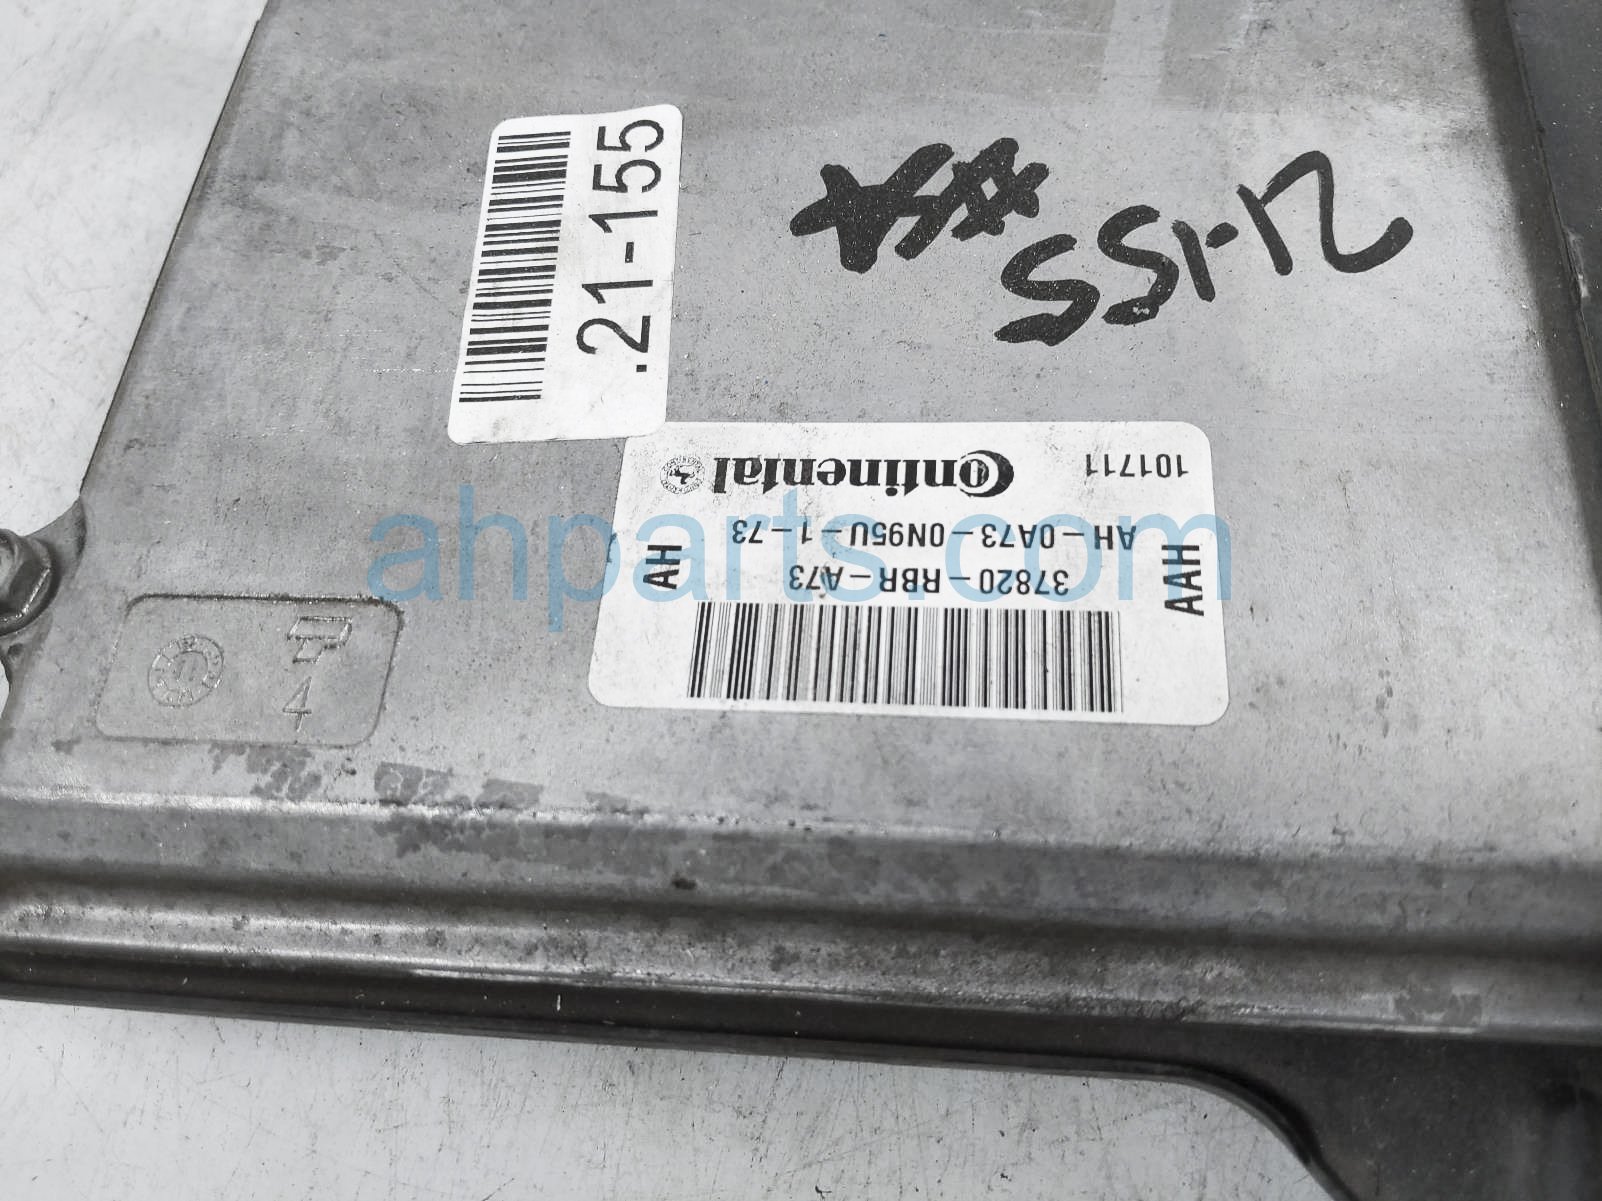 .21-155
21-155
101711
Continental
AH-0A73-0N95U-1-73
37820-RBR-A73
AH
AAH
4
ahparts.com